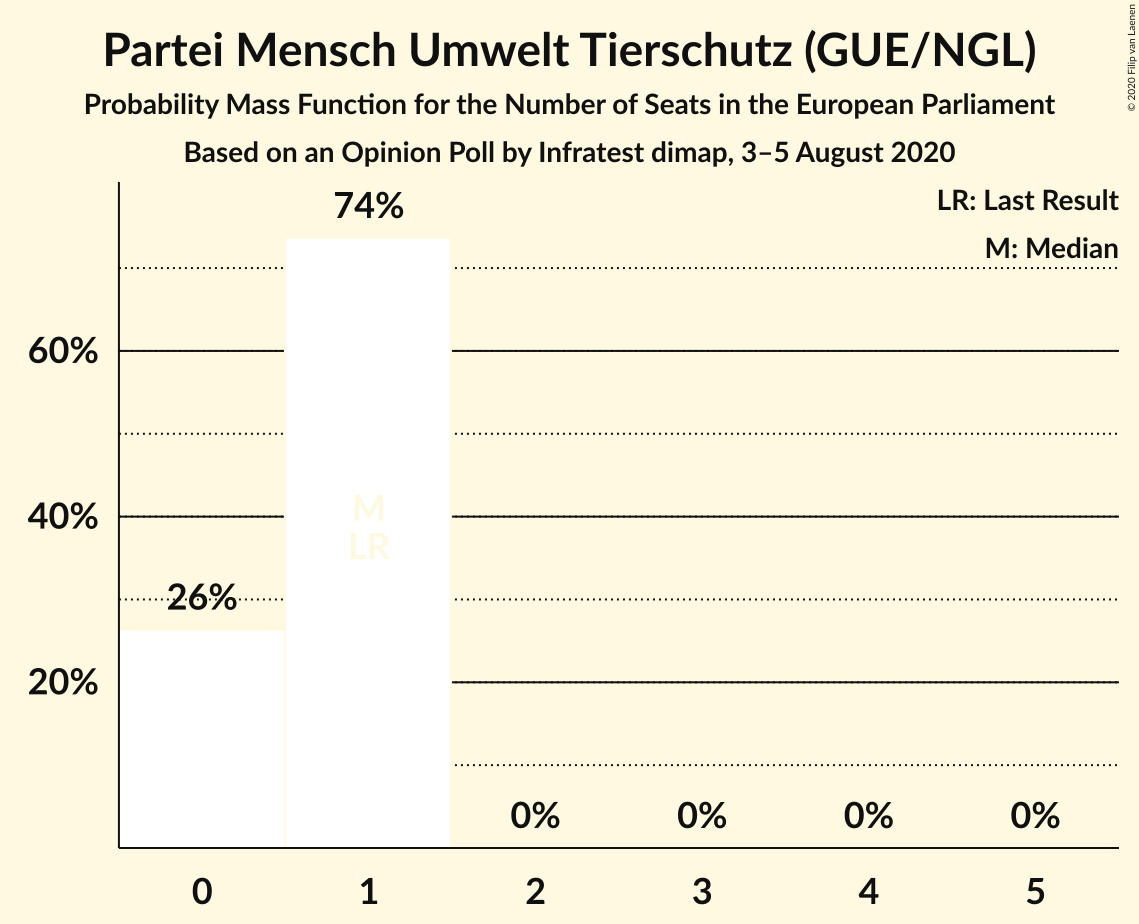 Partei Mensch Umwelt Tierschutz (GUE/NGL)
Probability Mass Function for the Number of Seats in the European Parliament
Based on an Opinion Poll by Infratest dimap, 3–5 August 2020
© 2020 Filip van Laenen
LR: Last Result
M: Median
74%
60%
M
40%
LR
26%
20%
0% 0% 0% 0%
0 1 2 3 4 5